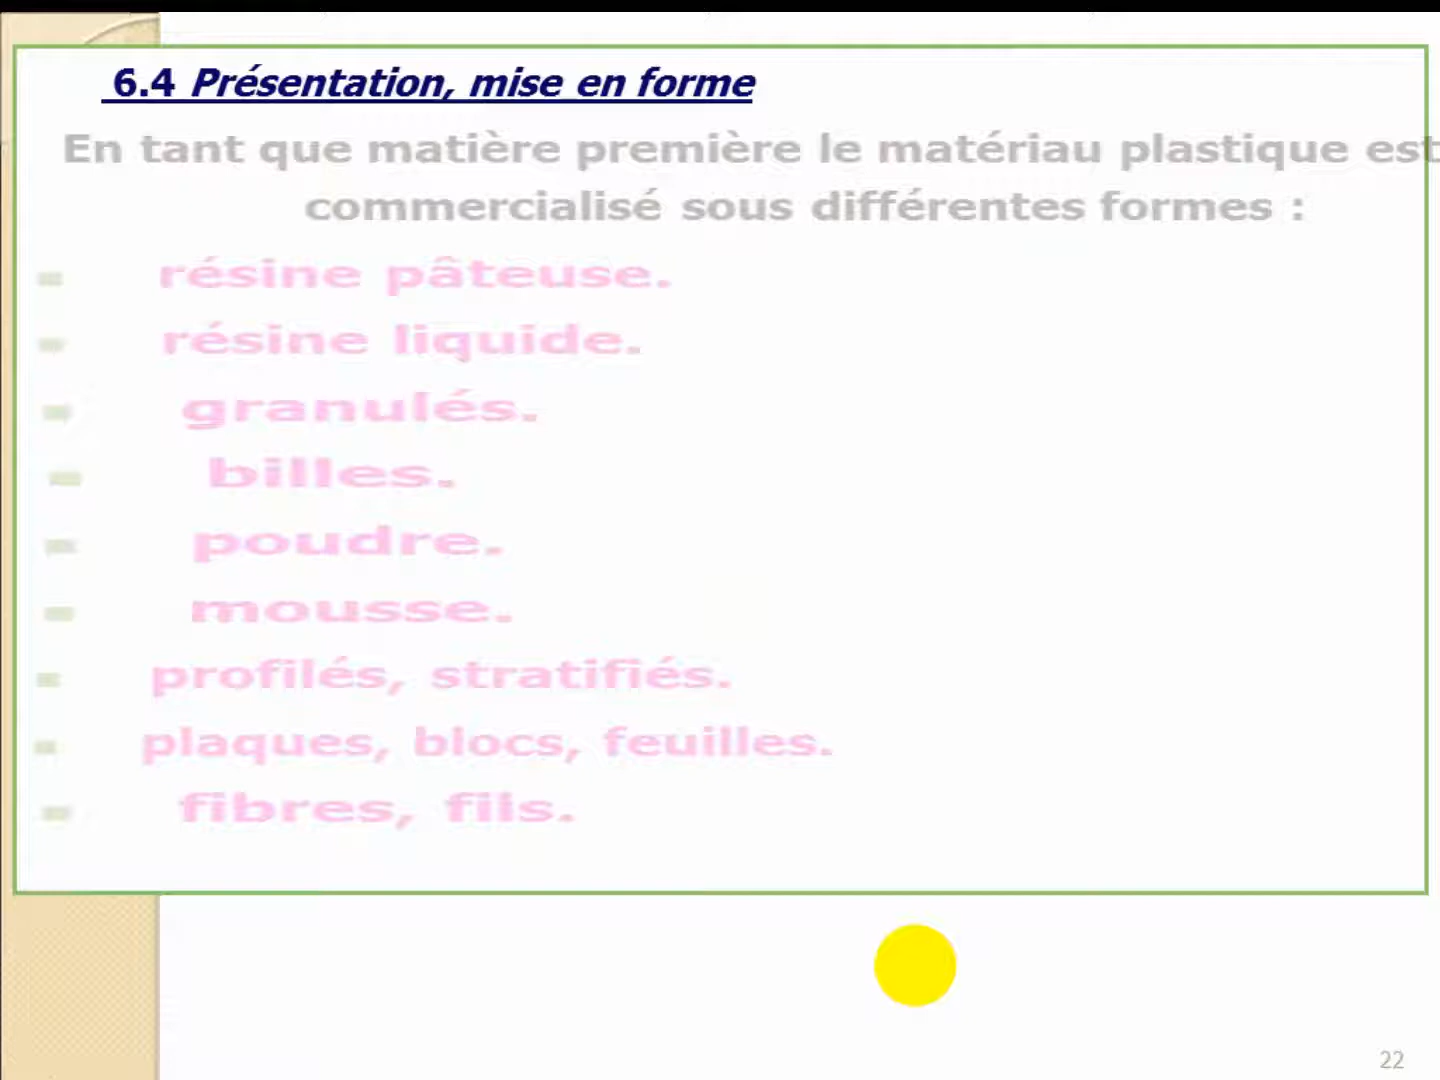 6.4 Présentation, mise en forme
En tant que matière première le matériau plastique est
commercialisé sous différentes formes :
résine pâteuse.
résine liquide.
granulés.
billes.
poudre.
mousse.
profilés, stratifiés.
plaques, blocs, feuilles.
fibres, fils.
22